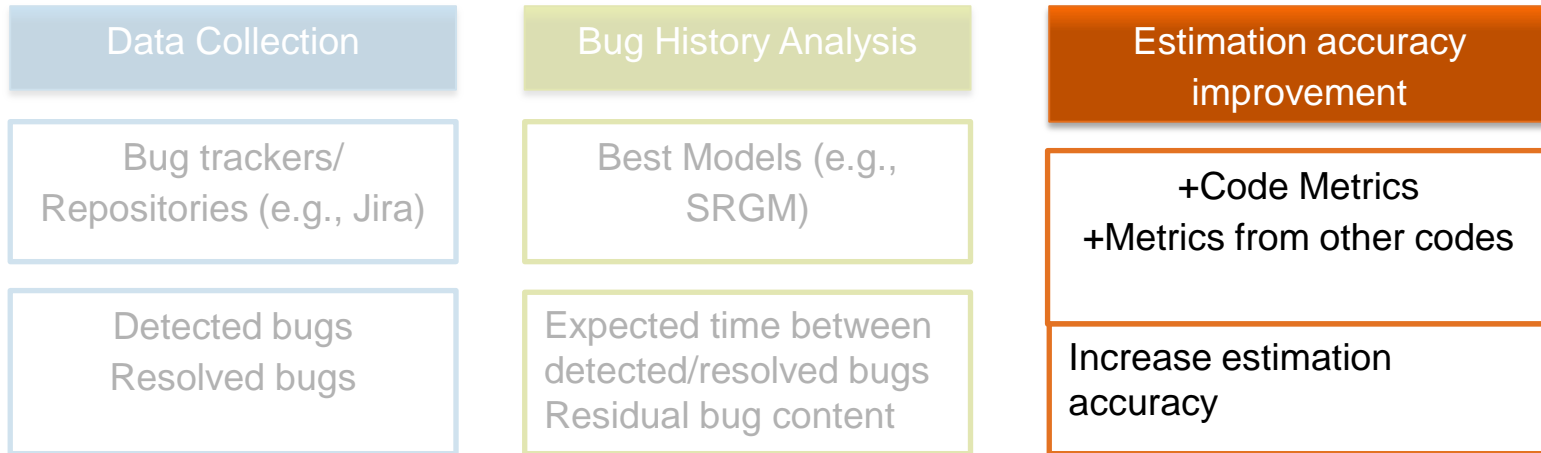 Data Collection
Bug trackers/
Repositories (e.g., Jira)
Detected bugs
Resolved bugs
Bug History Analysis
Best Models (e.g.,
SRGM)
Expected time between
detected/resolved bugs
Residual bug content
Estimation accuracy
improvement
+Code Metrics
+Metrics from other codes
Increase estimation
accuracy